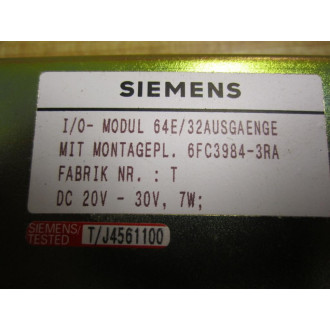 SIEMENS
I/O- MODUL 64E/32AUSGAENGE
MIT MONTAGEPL. 6FC3984-3RA
FABRIK NR. : T
DC 20V - 30V, 7W;
SIEMENS/ T/J4561100
TESTED